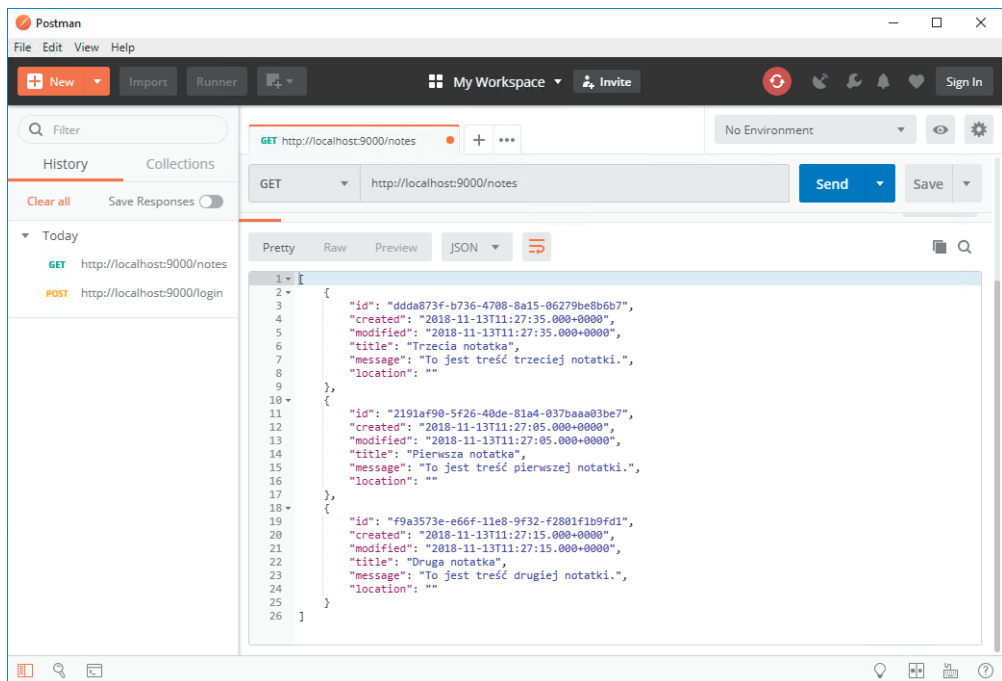 Postman
File Edit View Help
New Import Runner My Workspace Invite Sign In
Filter
History Collections
Clear all Save Responses
Today
GET http://localhost:9000/notes
POST http://localhost:9000/login
GET http://localhost:9000/notes
No Environment
GET http://localhost:9000/notes Send Save
Pretty Raw Preview JSON
1 [
2 {
3 "id": "ddda873f-b736-4708-8a15-06279be8b6b7",
4 "created": "2018-11-13T11:27:35.000+0000",
5 "modified": "2018-11-13T11:27:35.000+0000",
6 "title": "Trzecia notatka",
7 "message": "To jest treść trzeciej notatki.",
8 "location": ""
9 },
10 {
11 "id": "2191af90-5f26-40de-81a4-037baaa03be7",
12 "created": "2018-11-13T11:27:05.000+0000",
13 "modified": "2018-11-13T11:27:05.000+0000",
14 "title": "Pierwsza notatka",
15 "message": "To jest treść pierwszej notatki.",
16 "location": ""
17 },
18 {
19 "id": "f9a3573e-e66f-11e8-9f32-f2801f1b9fd1",
20 "created": "2018-11-13T11:27:15.000+0000",
21 "modified": "2018-11-13T11:27:15.000+0000",
22 "title": "Druga notatka",
23 "message": "To jest treść drugiej notatki.",
24 "location": ""
25 }
26 ]